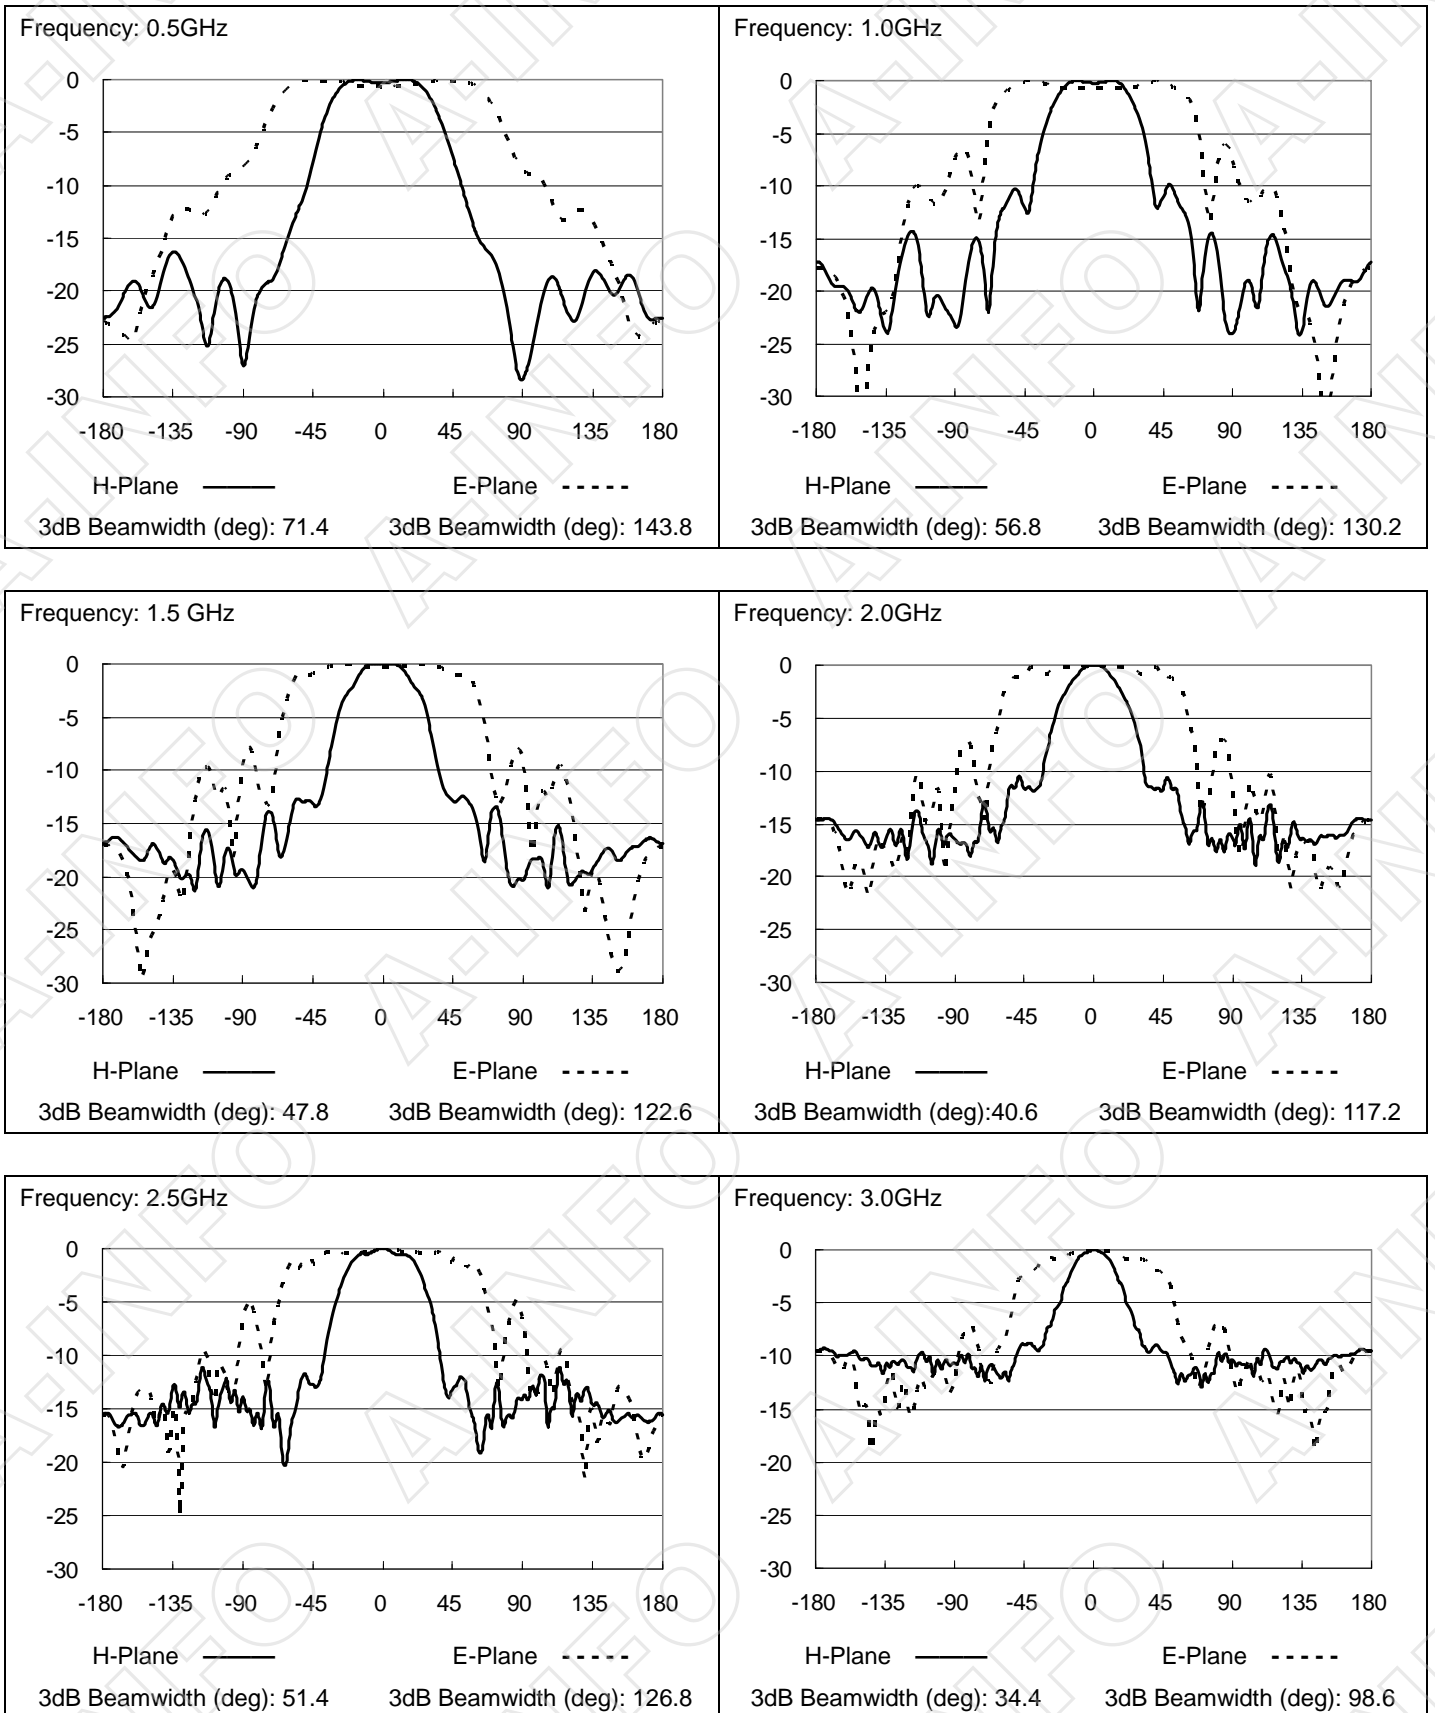 Frequency: 0.5GHz
0
-5
-10
-15
-20
-25
-30
-180 -135 -90 -45 0 45 90 135 180
H-Plane E-Plane
3dB Beamwidth (deg): 71.4 3dB Beamwidth (deg): 143.8
Frequency: 1.0GHz
0
-5
-10
-15
-20
-25
-30
-180 -135 -90 -45 0 45 90 135 180
H-Plane E-Plane
3dB Beamwidth (deg): 56.8 3dB Beamwidth (deg): 130.2
Frequency: 1.5 GHz
0
-5
-10
-15
-20
-25
-30
-180 -135 -90 -45 0 45 90 135 180
H-Plane E-Plane
3dB Beamwidth (deg): 47.8 3dB Beamwidth (deg): 122.6
Frequency: 2.0GHz
0
-5
-10
-15
-20
-25
-30
-180 -135 -90 -45 0 45 90 135 180
H-Plane E-Plane
3dB Beamwidth (deg):40.6 3dB Beamwidth (deg): 117.2
Frequency: 2.5GHz
0
-5
-10
-15
-20
-25
-30
-180 -135 -90 -45 0 45 90 135 180
H-Plane E-Plane
3dB Beamwidth (deg): 51.4 3dB Beamwidth (deg): 126.8
Frequency: 3.0GHz
0
-5
-10
-15
-20
-25
-30
-180 -135 -90 -45 0 45 90 135 180
H-Plane E-Plane
3dB Beamwidth (deg): 34.4 3dB Beamwidth (deg): 98.6
A-INFO